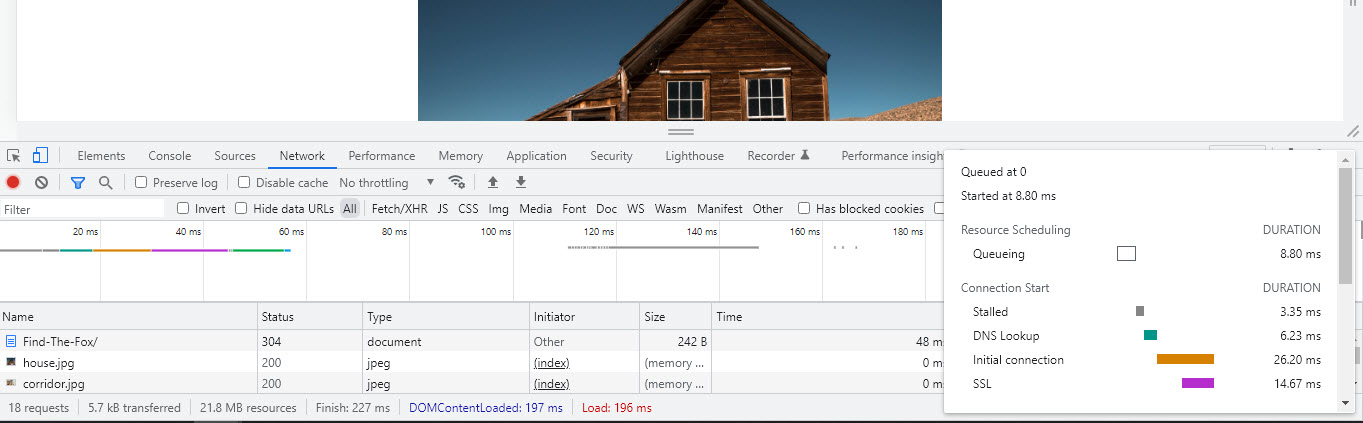 Elements Console Sources Network Performance Memory Application Security Lighthouse Recorder
Preserve log Disable cache No throttling
Filter Invert Hide data URLs All Fetch/XHR JS CSS Img Media Font Doc WS Wasm Manifest Other Has blocked cookies
20 ms 40 ms 60 ms 80 ms 100 ms 120 ms 140 ms 160 ms 180 ms
Name Status Type Initiator Size Time
Find-The-Fox/ 304 document Other 242 B 48 ms
house.jpg 200 jpeg (index) (memory ... 0 ms
corridor.jpg 200 jpeg (index) (memory ... 0 ms
18 requests 5.7 kB transferred 21.8 MB resources Finish: 227 ms DOMContentLoaded: 197 ms Load: 196 ms
Queued at 0
Started at 8.80 ms
Resource Scheduling DURATION
Queueing 8.80 ms
Connection Start DURATION
Stalled 3.35 ms
DNS Lookup 6.23 ms
Initial connection 26.20 ms
SSL 14.67 ms